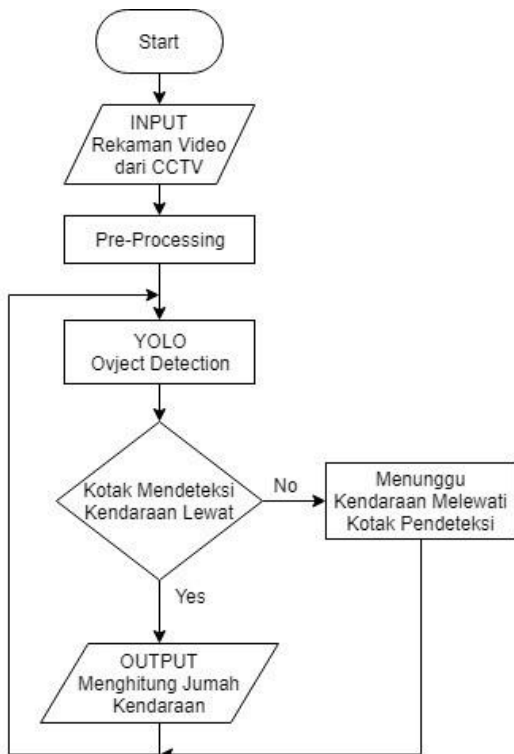 Start
INPUT
Rekaman Video
dari CCTV
Pre-Processing
YOLO
Ovject Detection
Kotak Mendeteksi
Kendaraan Lewat
No
Menunggu
Kendaraan Melewati
Kotak Pendeteksi
Yes
OUTPUT
Menghitung Jumah
Kendaraan